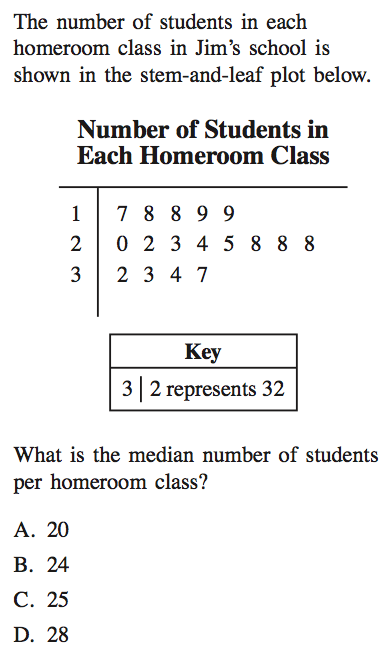 The number of students in each
homeroom class in Jim's school is
shown in the stem-and-leaf plot below.
Number of Students in
Each Homeroom Class
1 7 8 8 9 9
2 0 2 3 4 5 8 8 8
3 2 3 4 7
Key
3|2 represents 32
What is the median number of students
per homeroom class?
A. 20
B. 24
C. 25
D. 28